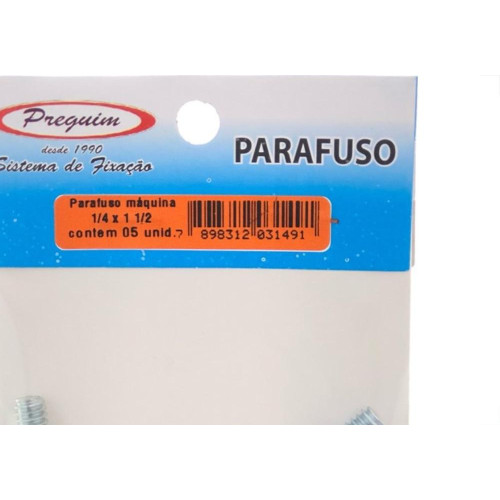 Preguim
desde 1990
Sistema de Fixação
PARAFUSO
Parafuso máquina
1/4 x 1 1/2
contem 05 unid.
7 898312 031491